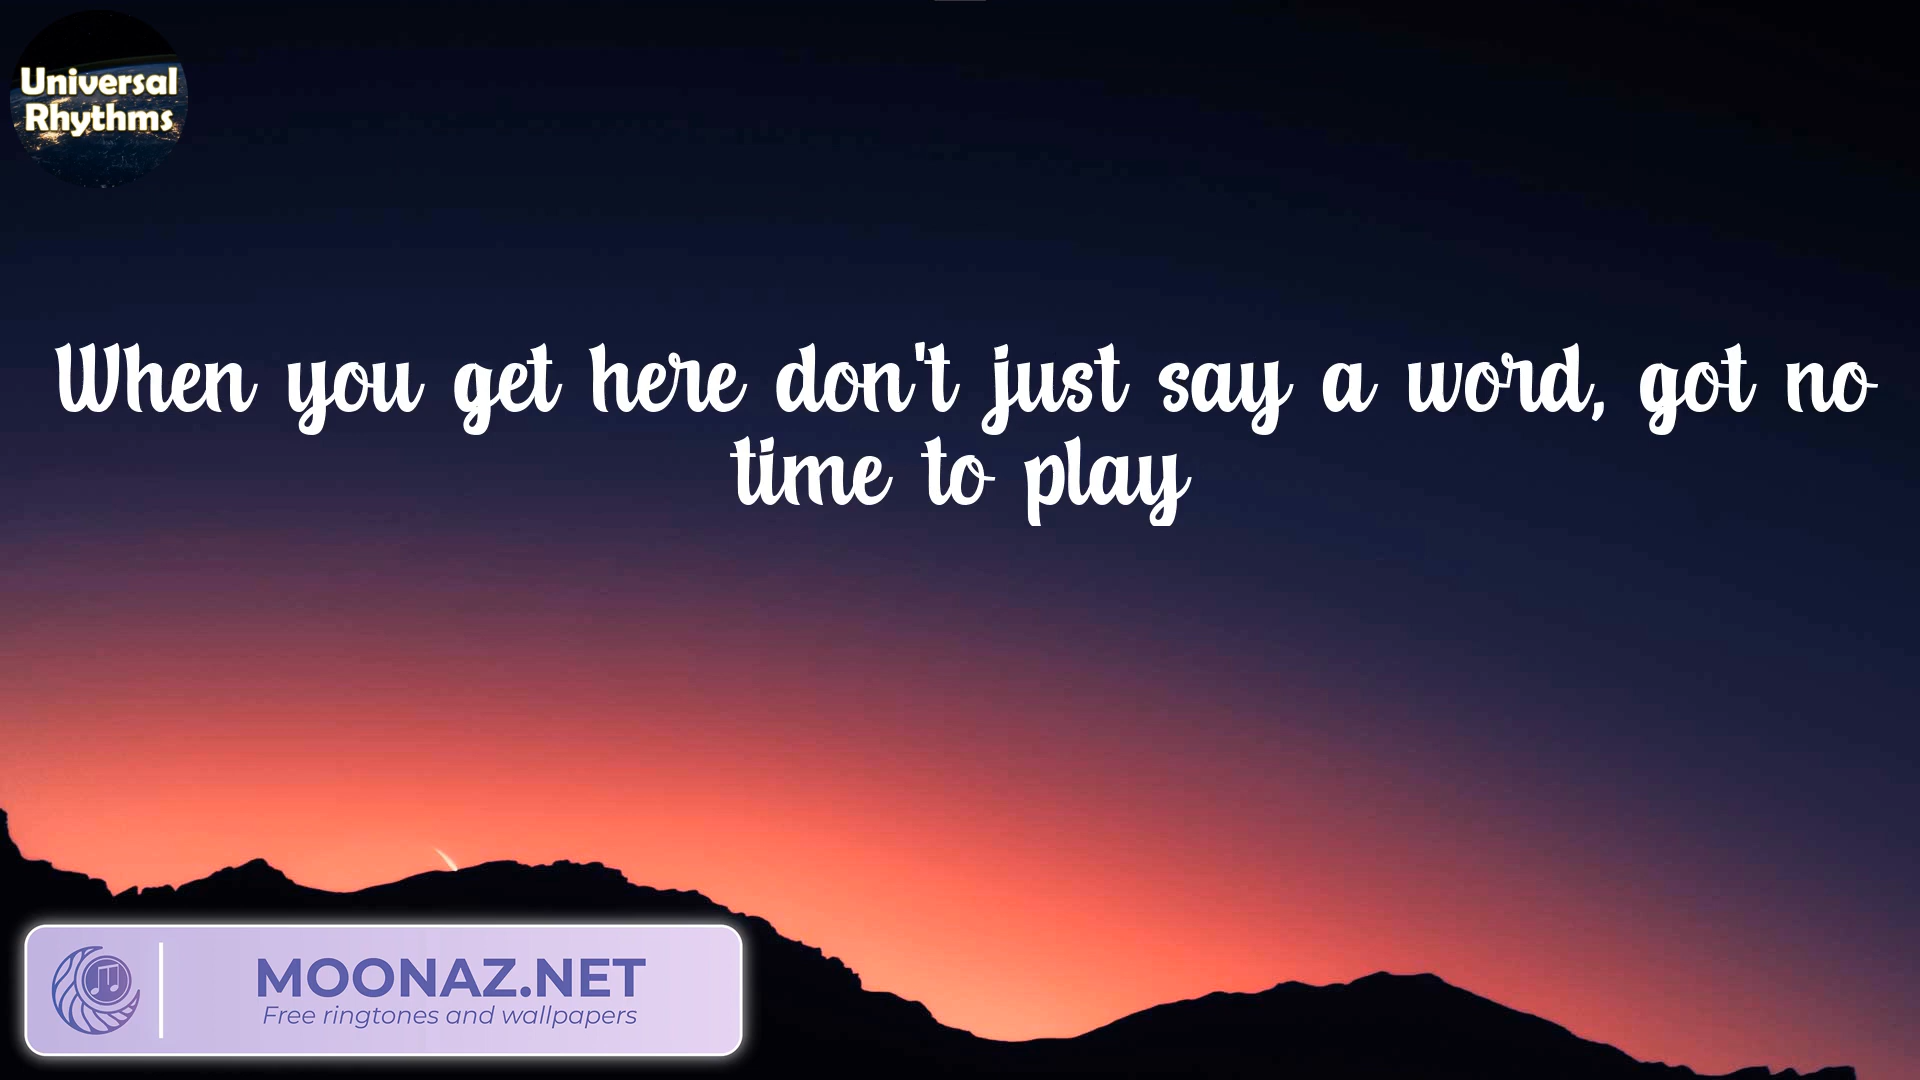 Universal
Rhythms
When you get here don't just say a word, got no
time to play
MOONAZ.NET
Free ringtones and wallpapers